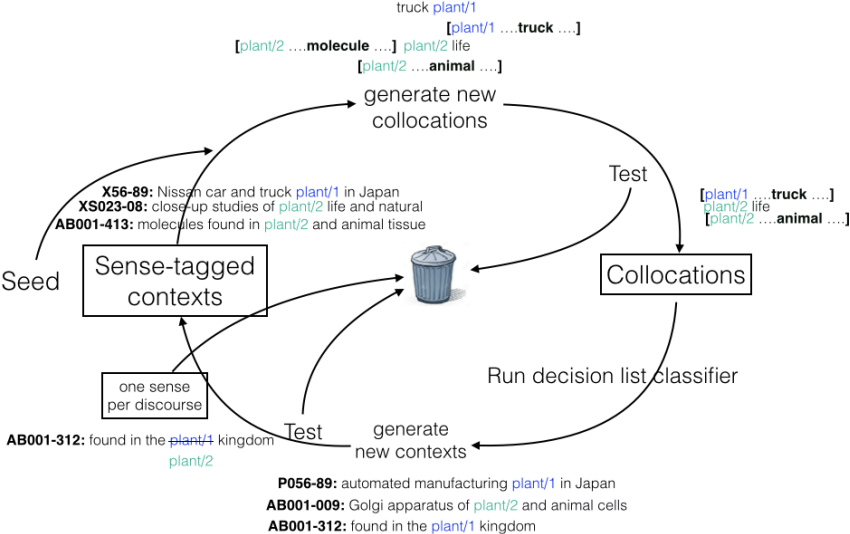 truck plant/1
[plant/1 ....truck ....]
[plant/2 ....molecule ....] plant/2 life
[plant/2 ....animal ....]
generate new
collocations
Test
X56-89: Nissan car and truck plant/1 in Japan
XS023-08: close-up studies of plant/2 life and natural
AB001-413: molecules found in plant/2 and animal tissue
[plant/1 ....truck ....]
plant/2 life
[plant/2 ....animal ....]
Seed
Sense-tagged
contexts
Collocations
Run decision list classifier
one sense
per discourse
AB001-312: found in the plant/1 kingdom
plant/2
Test
generate
new contexts
P056-89: automated manufacturing plant/1 in Japan
AB001-009: Golgi apparatus of plant/2 and animal cells
AB001-312: found in the plant/1 kingdom